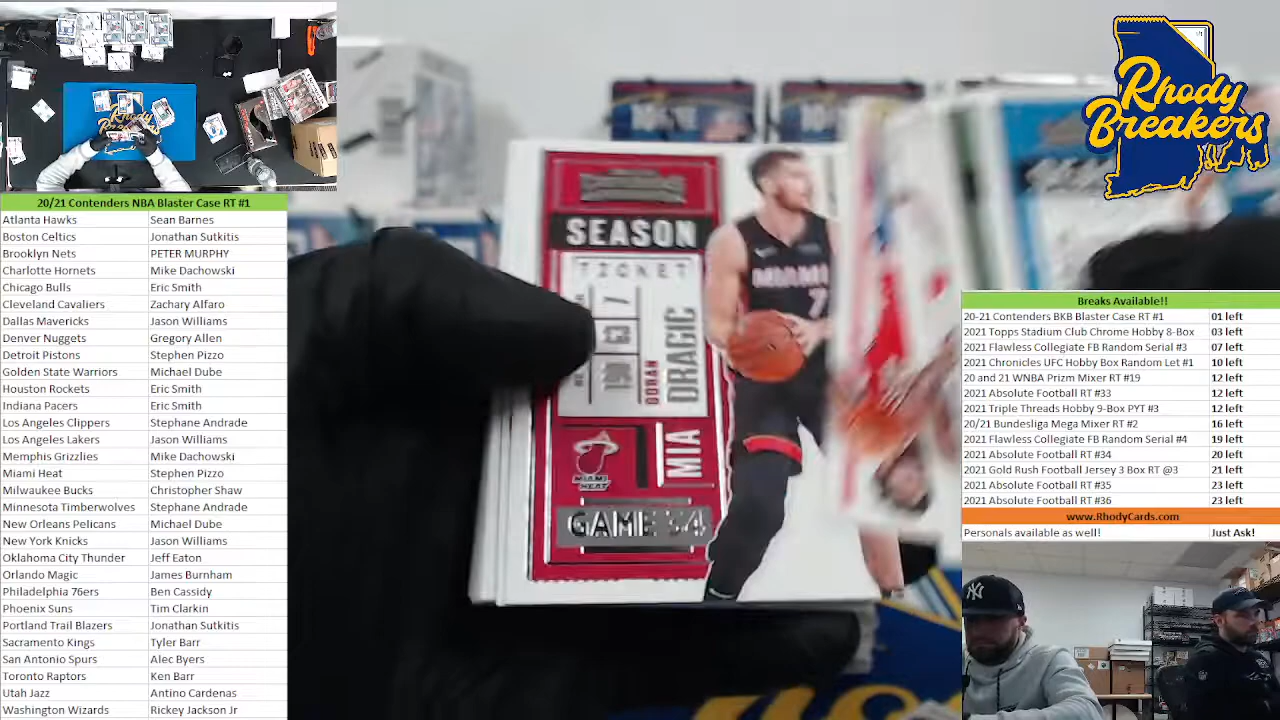 20/21 Contenders NBA Blaster Case RT #1
Atlanta Hawks Sean Barnes
Boston Celtics Jonathan Sutkitis
Brooklyn Nets PETER MURPHY
Charlotte Hornets Mike Dachowski
Chicago Bulls Eric Smith
Cleveland Cavaliers Zachary Alfaro
Dallas Mavericks Jason Williams
Denver Nuggets Gregory Allen
Detroit Pistons Stephen Pizzo
Golden State Warriors Michael Dube
Houston Rockets Eric Smith
Indiana Pacers Eric Smith
Los Angeles Clippers Stephane Andrade
Los Angeles Lakers Jason Williams
Memphis Grizzlies Mike Dachowski
Miami Heat Stephen Pizzo
Milwaukee Bucks Christopher Shaw
Minnesota Timberwolves Stephane Andrade
New Orleans Pelicans Michael Dube
New York Knicks Jason Williams
Oklahoma City Thunder Jeff Eaton
Orlando Magic James Burnham
Philadelphia 76ers Ben Cassidy
Phoenix Suns Tim Clarkin
Portland Trail Blazers Jonathan Sutkitis
Sacramento Kings Tyler Barr
San Antonio Spurs Alec Byers
Toronto Raptors Ken Barr
Utah Jazz Antino Cardenas
Washington Wizards Rickey Jackson Jr
SEASON
TICKET
7
13
GORAN
DRAGIC
MIA
MIAMI
HEAT
GAME
MIAMI
7
Rhody
Breakers
Breaks Available!!
20-21 Contenders BKB Blaster Case RT #1 01 left
2021 Topps Stadium Club Chrome Hobby 8-Box 03 left
2021 Flawless Collegiate FB Random Serial #3 07 left
2021 Chronicles UFC Hobby Box Random Let #1 10 left
20 and 21 WNBA Prizm Mixer RT #19 12 left
2021 Absolute Football RT #33 12 left
2021 Triple Threads Hobby 9-Box PYT #3 12 left
20/21 Bundesliga Mega Mixer RT #2 16 left
2021 Flawless Collegiate FB Random Serial #4 19 left
2021 Absolute Football RT #34 20 left
2021 Gold Rush Football Jersey 3 Box RT @3 21 left
2021 Absolute Football RT #35 23 left
2021 Absolute Football RT #36 23 left
www.RhodyCards.com
Personals available as well! Just Ask!